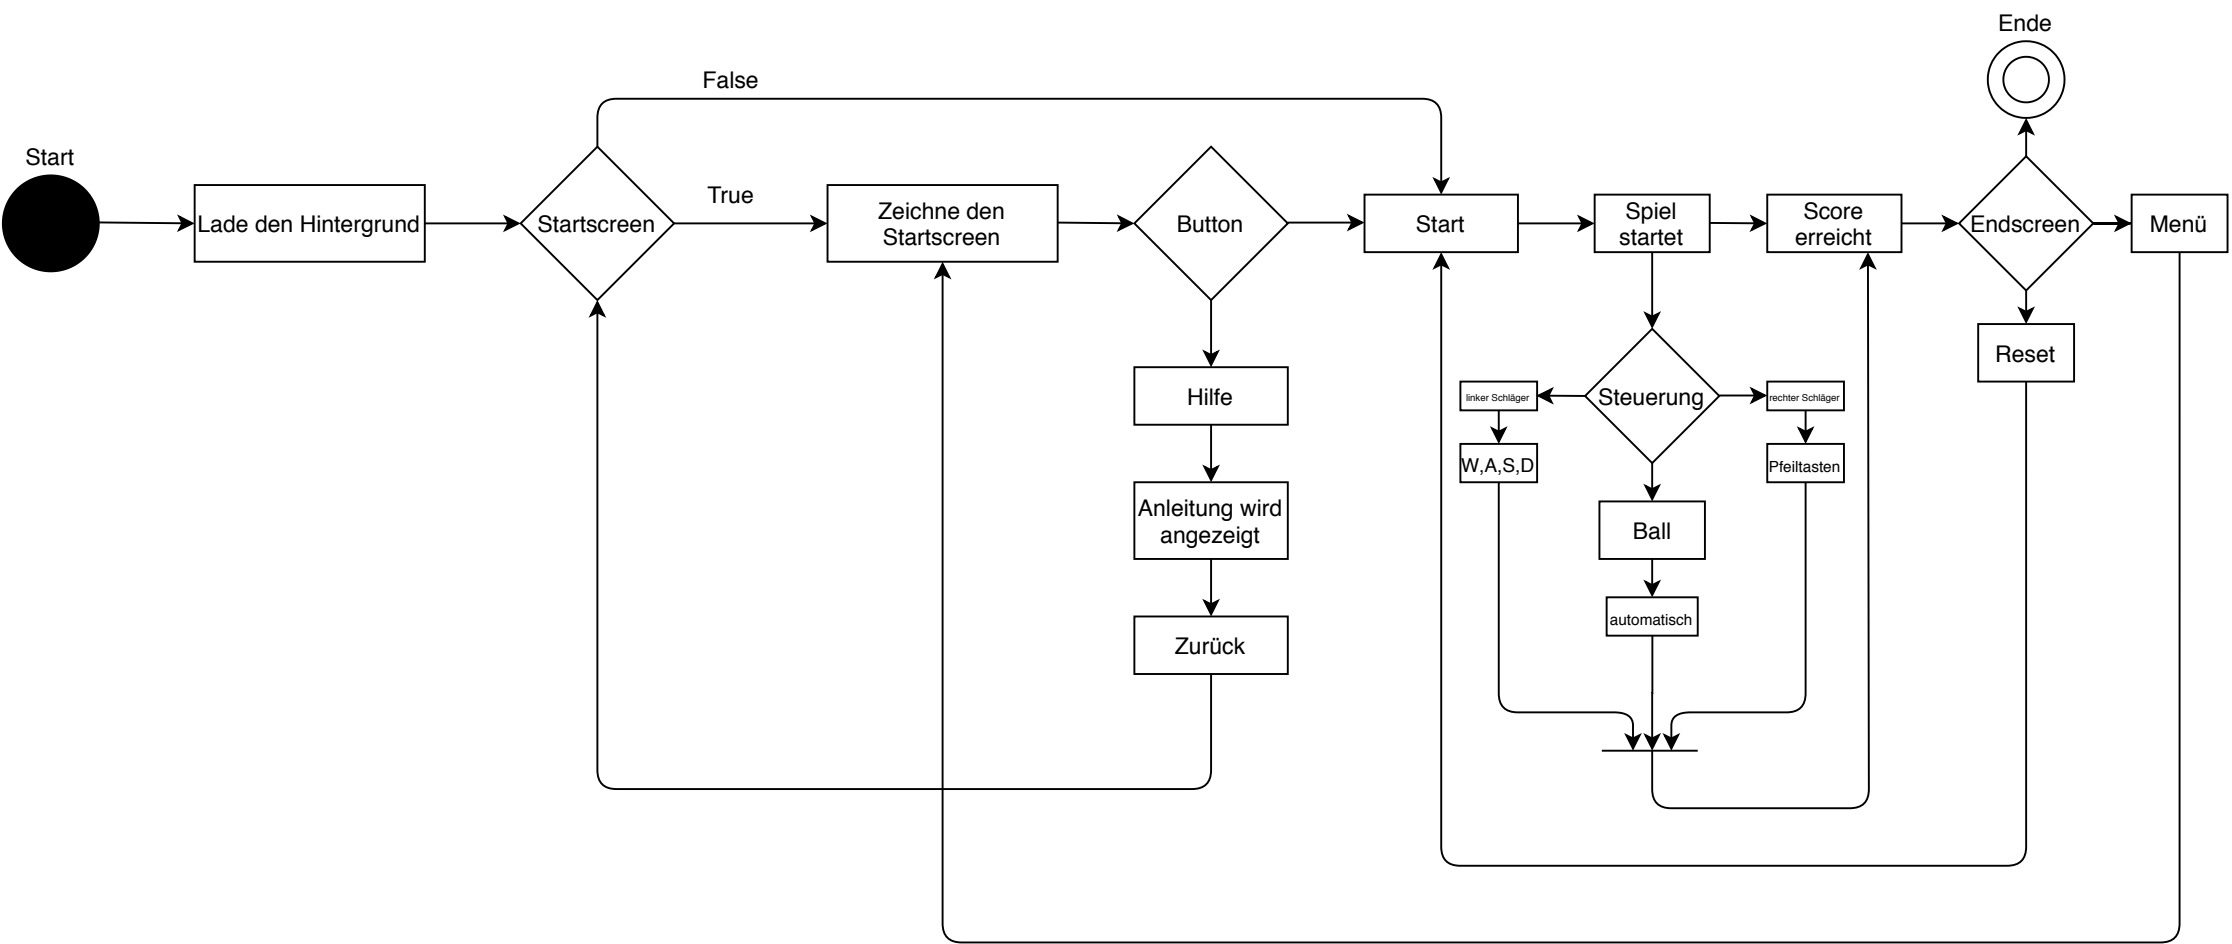 Ende
False
Start
True
Lade den Hintergrund
Startscreen
Zeichne den
Startscreen
Button
Start
Spiel
startet
Score
erreicht
Endscreen
Menü
Reset
Hilfe
linker Schläger
Steuerung
rechter Schläger
W,A,S,D
Pfeiltasten
Anleitung wird
angezeigt
Ball
automatisch
Zurück